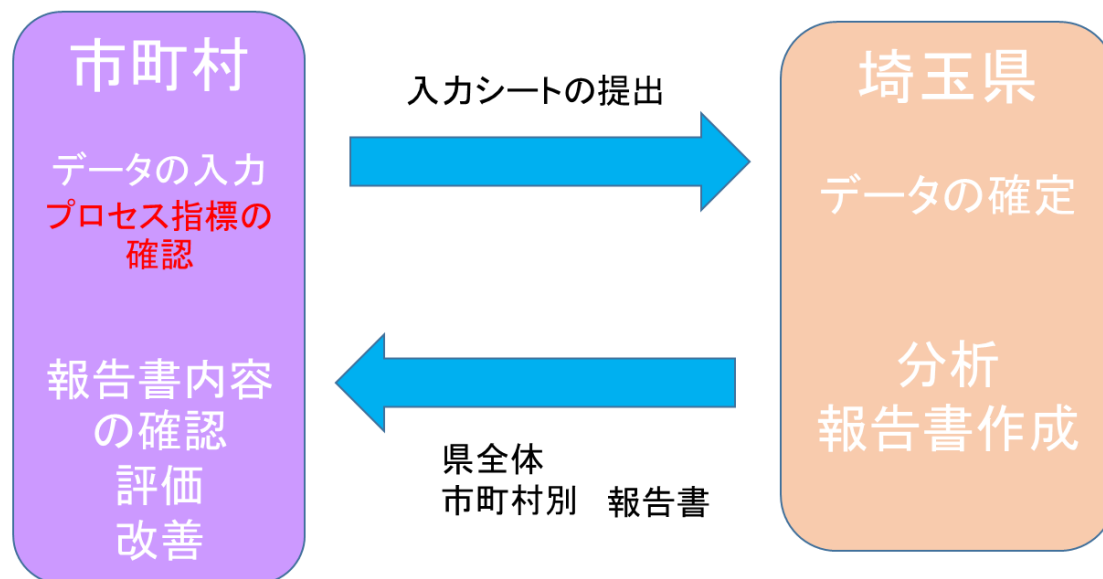 市町村
データの入力
プロセス指標の
確認
報告書内容
の確認
評価
改善
入力シートの提出
県全体
市町村別 報告書
埼玉県
データの確定
分析
報告書作成